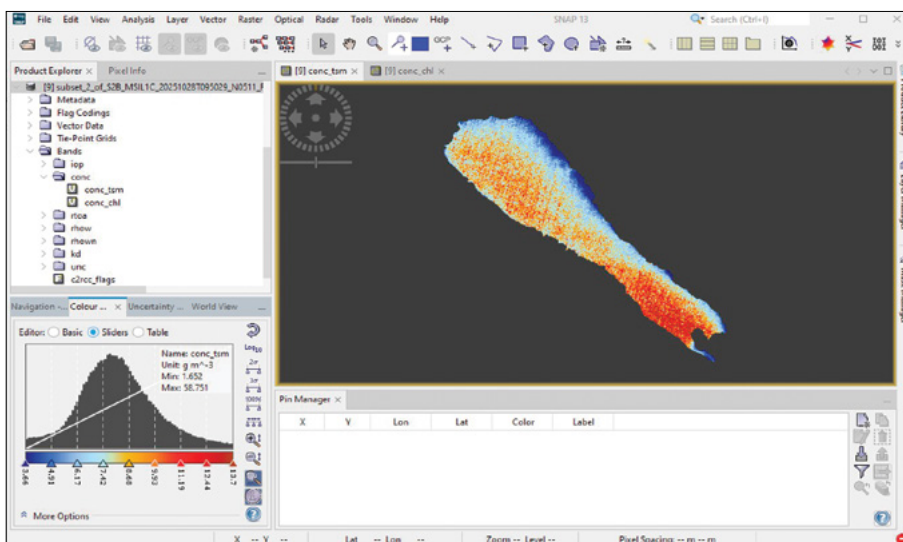 File Edit View Analysis Layer Vector Raster Optical Radar Tools Window Help SNAP 13 Search (Ctrl+I)
GCP
Product Explorer × Pixel Info
[9] conc_tsm × [9] conc_chl ×
Metadata
Flag Codings
Vector Data
Tie-Point Grids
Bands
iop
conc
conc_tsm
conc_chl
rtoa
rhow
rhown
kd
unc
c2rcc_flags
Navigation -... Colour ... × Uncertainty ... World View
Editor: Basic Sliders Table
Name: conc_tsm
Unit: g m^-3
Min: 1.652
Max: 58.751
3.66 4.91 6.17 7.42 8.68 9.93 11.19 12.44 13.7
More Options
Pin Manager ×
X Y Lon Lat Color Label
X -- Y -- Lat -- Lon -- Zoom -- Level -- Pixel Spacing: -- m -- m